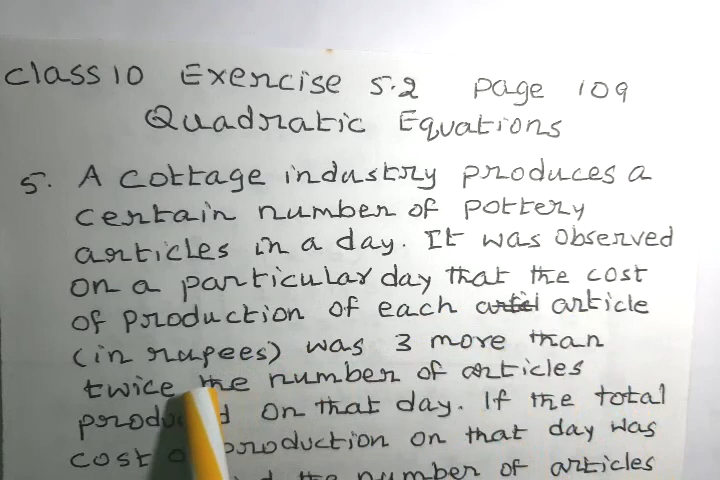 class 10 Exercise 5.2 page 109
Quadratic Equations
5. A cottage industry produces a
certain number of pottery
articles in a day. It was observed
on a particular day that the cost
of production of each article
(in rupees) was 3 more than
twice the number of articles
on that day. If the total
cost production on that day was
the number of articles